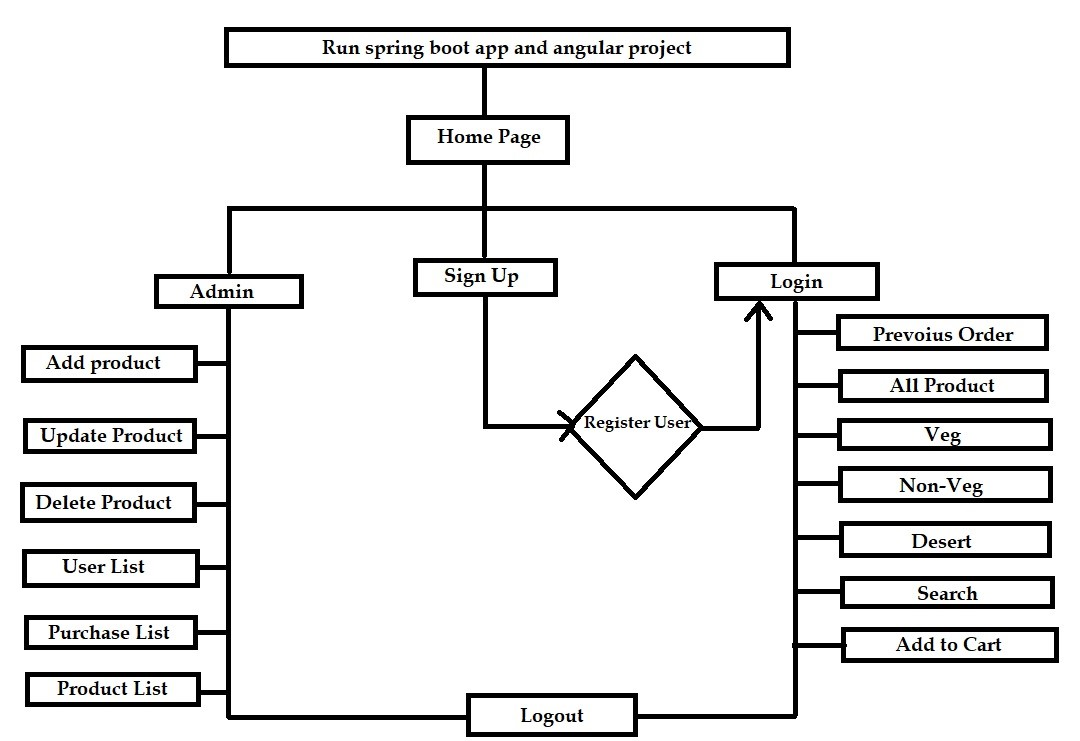 Run spring boot app and angular project
Home Page
Admin
Sign Up
Login
Add product
Update Product
Delete Product
User List
Purchase List
Product List
Register User
Prevoius Order
All Product
Veg
Non-Veg
Desert
Search
Add to Cart
Logout